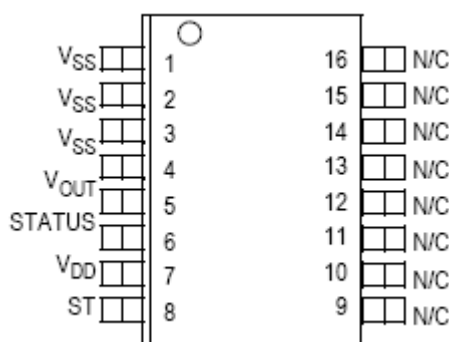 VSS 1 16 N/C
VSS 2 15 N/C
VSS 3 14 N/C
VOUT 4 13 N/C
STATUS 5 12 N/C
6 11 N/C
VDD 7 10 N/C
ST 8 9 N/C